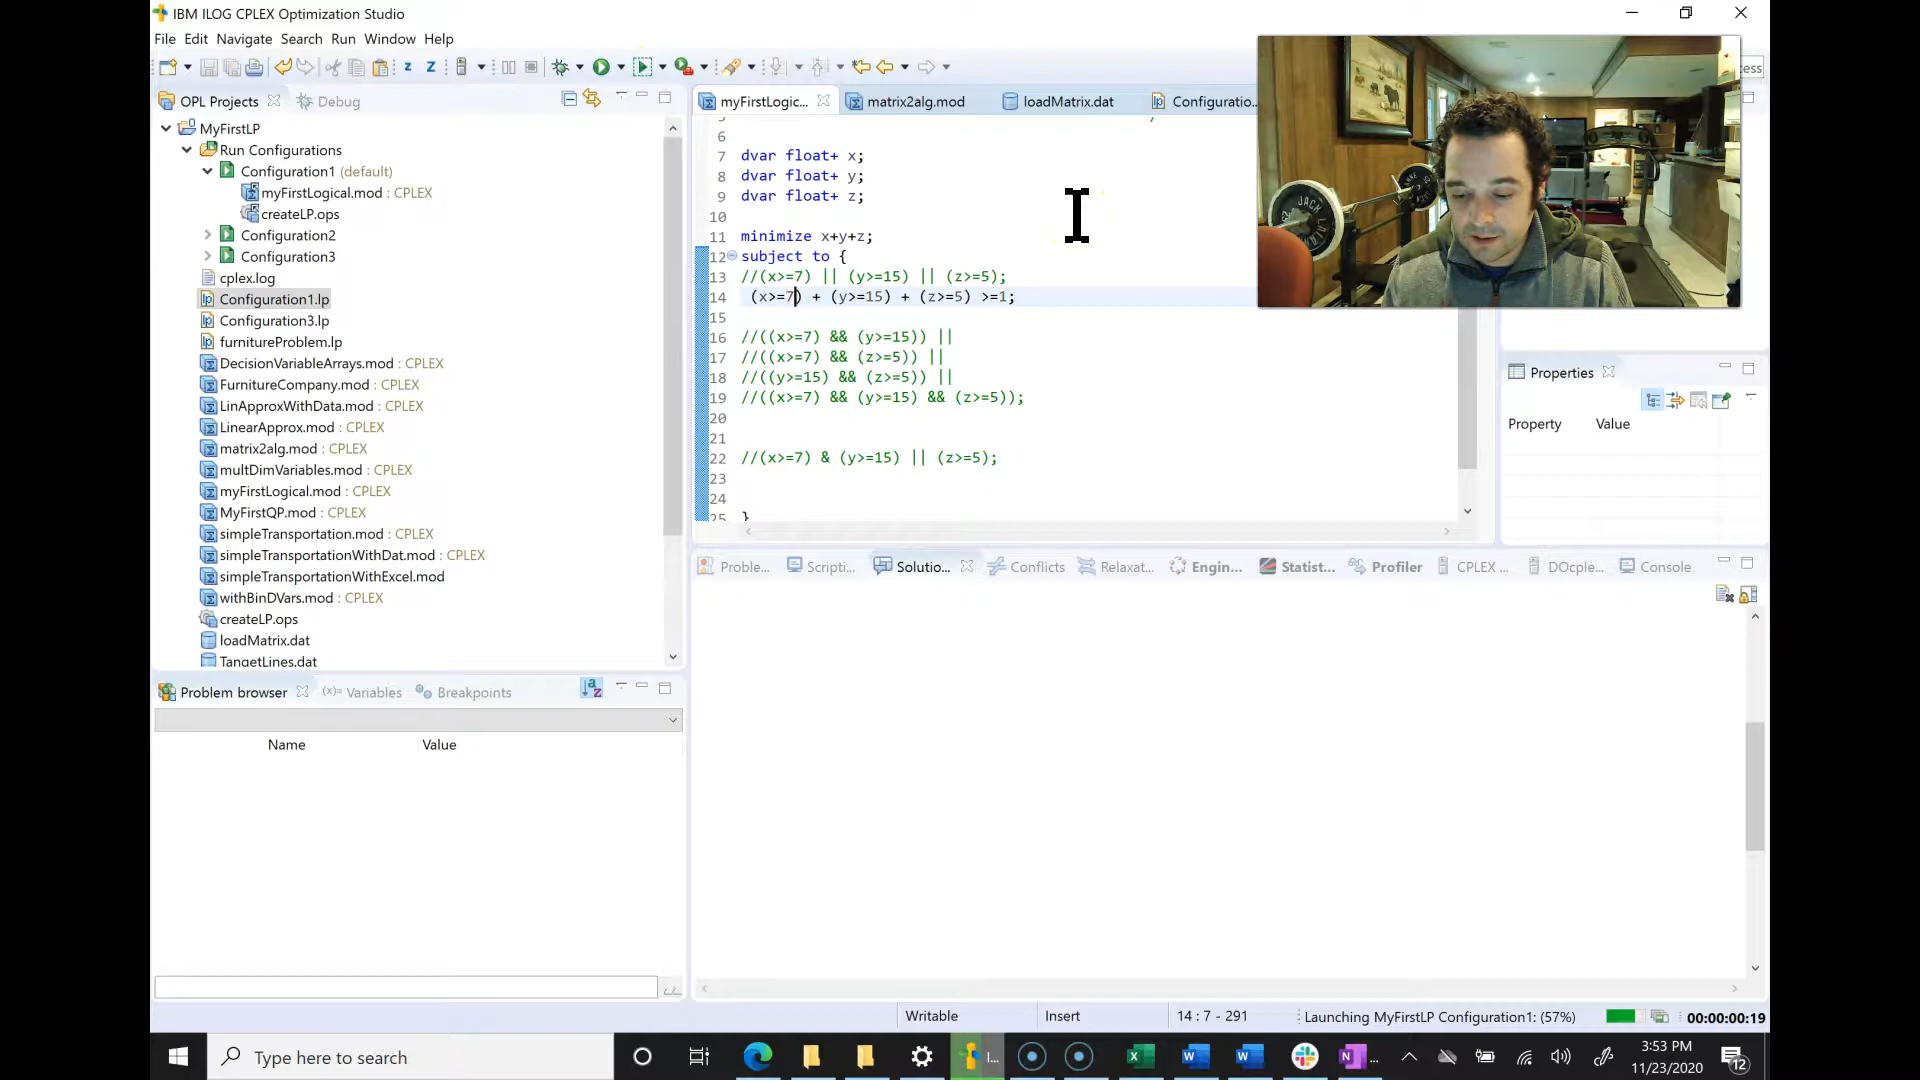 IBM ILOG CPLEX Optimization Studio
File Edit Navigate Search Run Window Help
OPL Projects Debug
MyFirstLP
Run Configurations
Configuration1 (default)
myFirstLogical.mod : CPLEX
createLP.ops
Configuration2
Configuration3
cplex.log
Configuration1.lp
Configuration3.lp
furnitureProblem.lp
DecisionVariableArrays.mod : CPLEX
FurnitureCompany.mod : CPLEX
LinApproxWithData.mod : CPLEX
LinearApprox.mod : CPLEX
matrix2alg.mod : CPLEX
multDimVariables.mod : CPLEX
myFirstLogical.mod : CPLEX
MyFirstQP.mod : CPLEX
simpleTransportation.mod : CPLEX
simpleTransportationWithDat.mod : CPLEX
simpleTransportationWithExcel.mod
withBinDVars.mod : CPLEX
createLP.ops
loadMatrix.dat
TangetLines.dat
myFirstLogic... matrix2alg.mod loadMatrix.dat Configuratio...
cess
5 /
6
7 dvar float+ x;
8 dvar float+ y;
9 dvar float+ z;
10
11 minimize x+y+z;
12 subject to {
13 //(x>=7) || (y>=15) || (z>=5);
14 (x>=7) + (y>=15) + (z>=5) >=1;
15
16 //((x>=7) && (y>=15)) ||
17 //((x>=7) && (z>=5)) ||
18 //((y>=15) && (z>=5)) ||
19 //((x>=7) && (y>=15) && (z>=5));
20
21
22 //(x>=7) & (y>=15) || (z>=5);
23
24
25 }
Properties
Property Value
Problem browser (x)= Variables Breakpoints
Name Value
Proble... Scripti... Solutio... Conflicts Relaxat... Engin... Statist... Profiler CPLEX ... DOcple... Console
Writable Insert 14 : 7 - 291 Launching MyFirstLP Configuration1: (57%) 00:00:00:19
Type here to search
I...
...
3:53 PM
11/23/2020
12